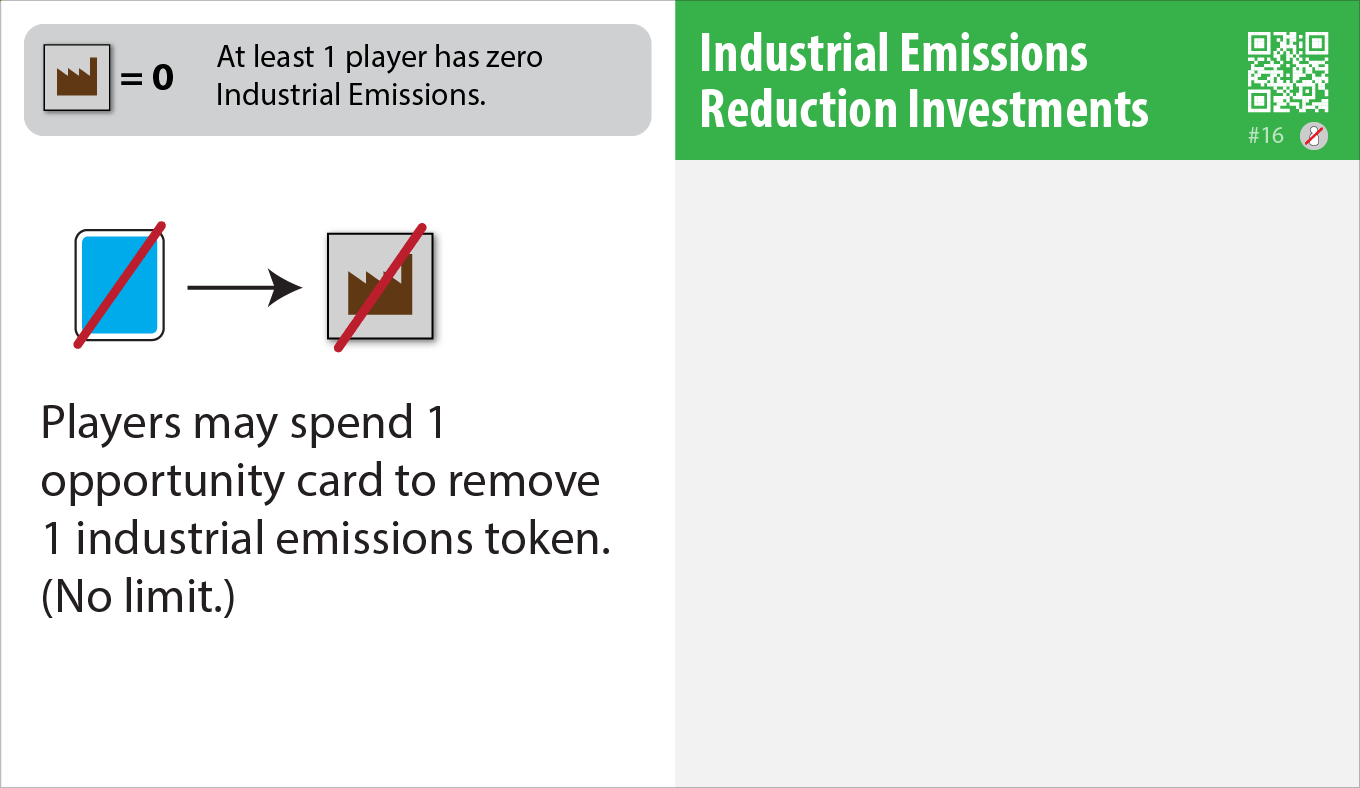 = 0
At least 1 player has zero
Industrial Emissions.
Players may spend 1
opportunity card to remove
1 industrial emissions token.
(No limit.)
Industrial Emissions
Reduction Investments
#16